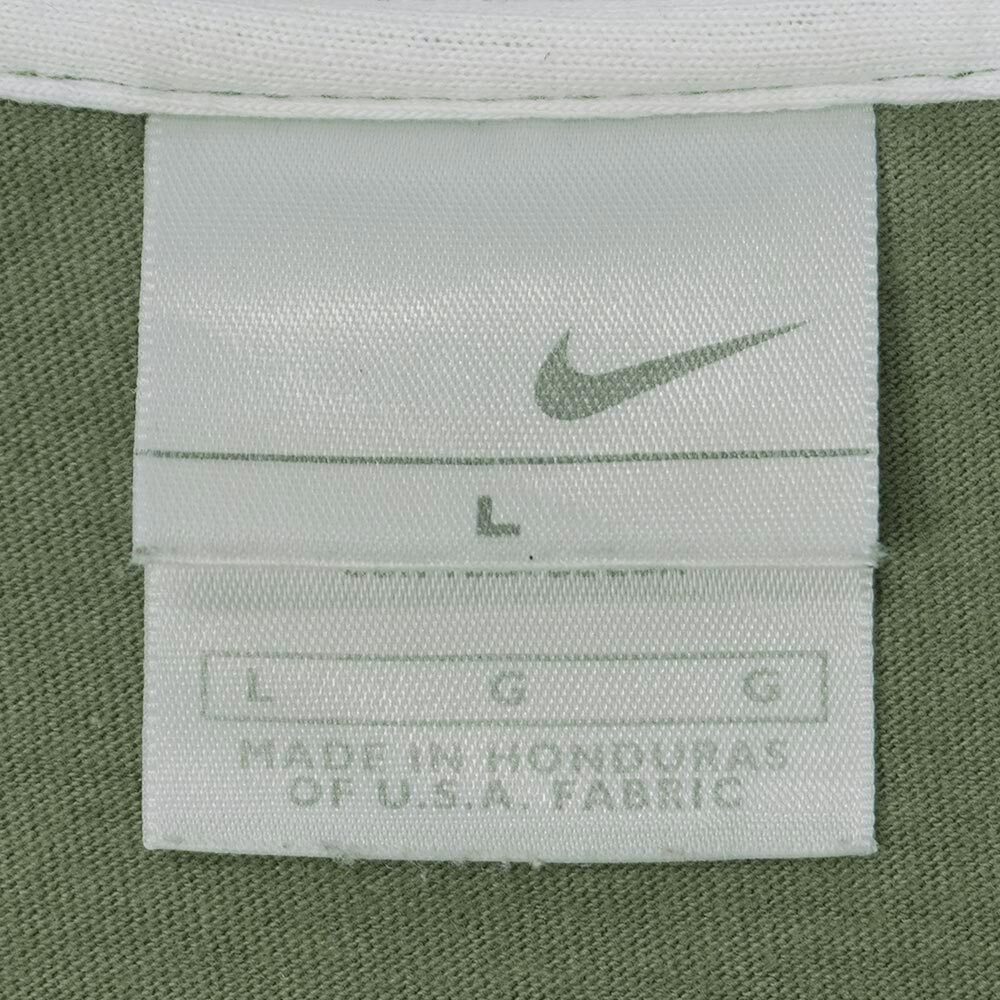 L
L G G
MADE IN HONDURAS
OF U.S.A. FABRIC